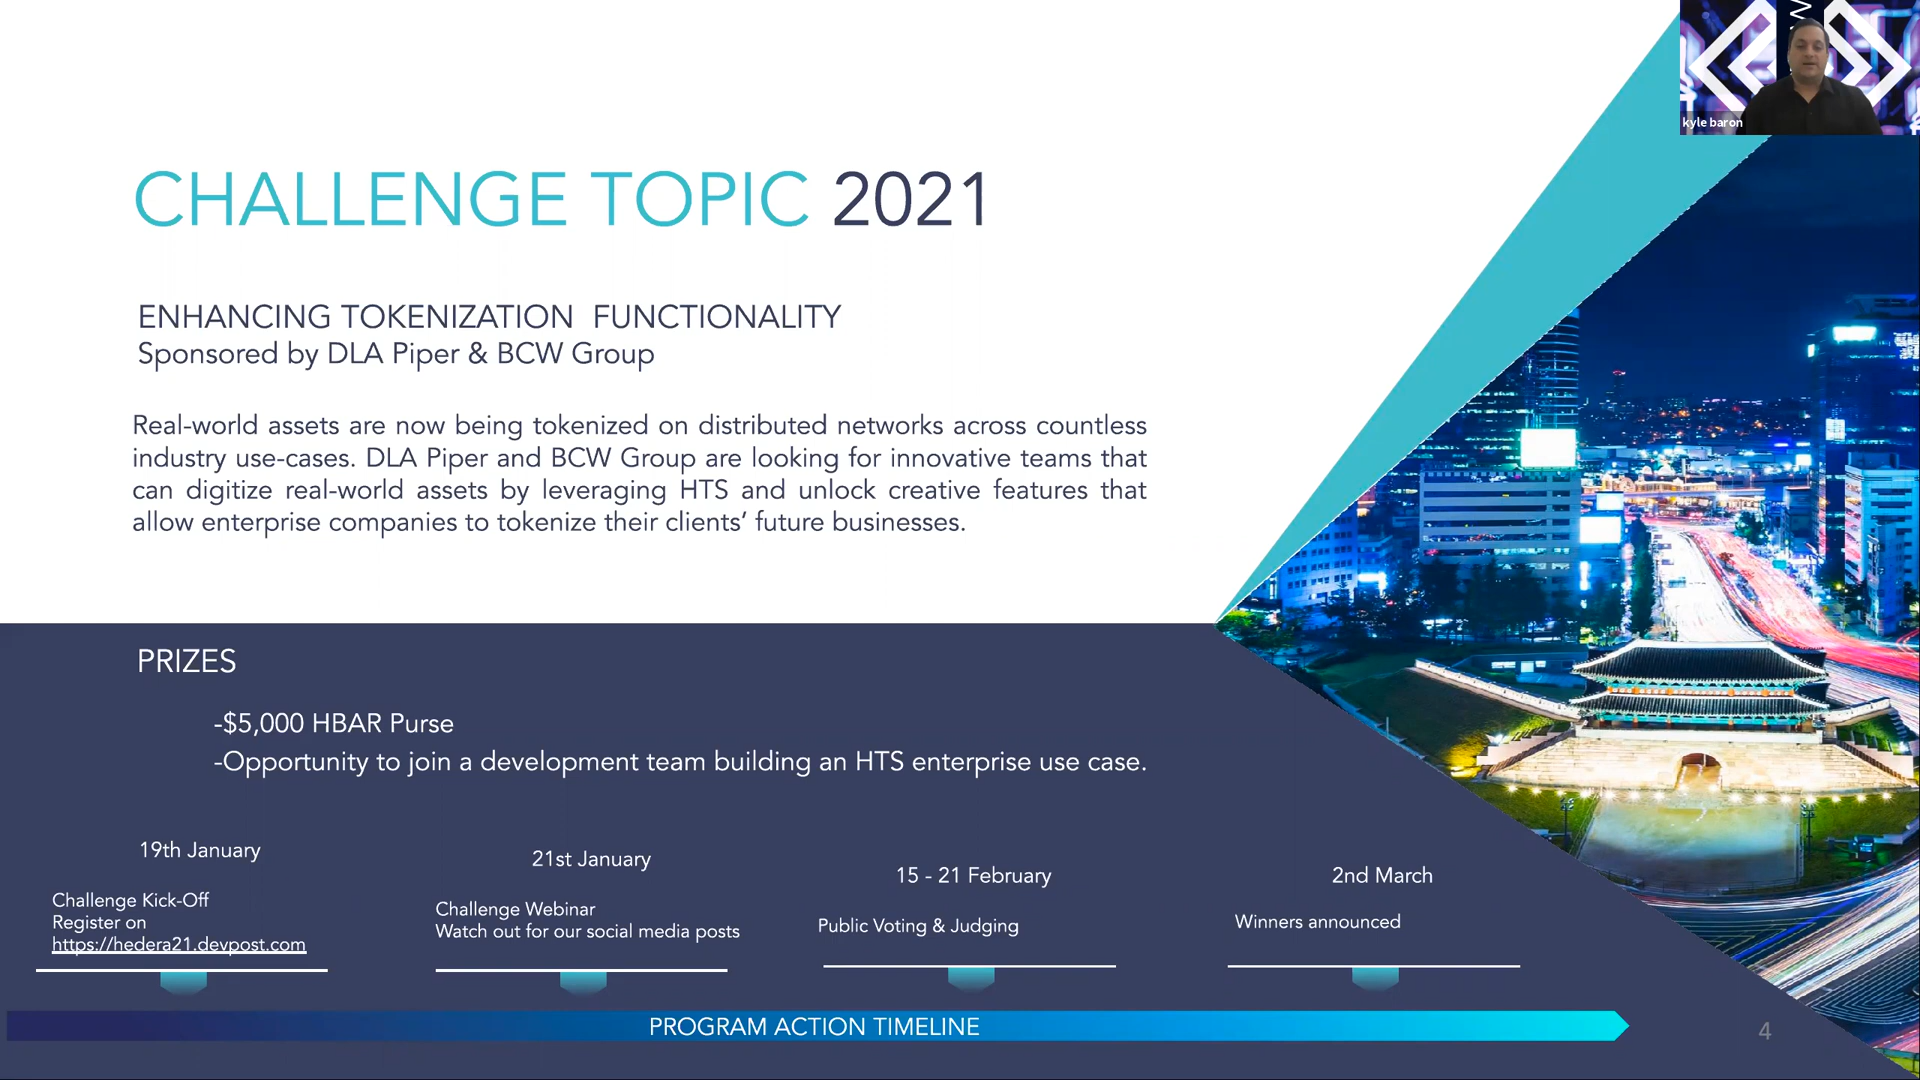 W
kyle baron
CHALLENGE TOPIC 2021
ENHANCING TOKENIZATION  FUNCTIONALITY
Sponsored by DLA Piper & BCW Group
Real-world assets are now being tokenized on distributed networks across countless
industry use-cases. DLA Piper and BCW Group are looking for innovative teams that
can digitize real-world assets by leveraging HTS and unlock creative features that
allow enterprise companies to tokenize their clients’ future businesses.
PRIZES
-$5,000 HBAR Purse
-Opportunity to join a development team building an HTS enterprise use case.
19th January
Challenge Kick-Off
Register on
https://hedera21.devpost.com
21st January
Challenge Webinar
Watch out for our social media posts
15 - 21 February
Public Voting & Judging
2nd March
Winners announced
PROGRAM ACTION TIMELINE
4